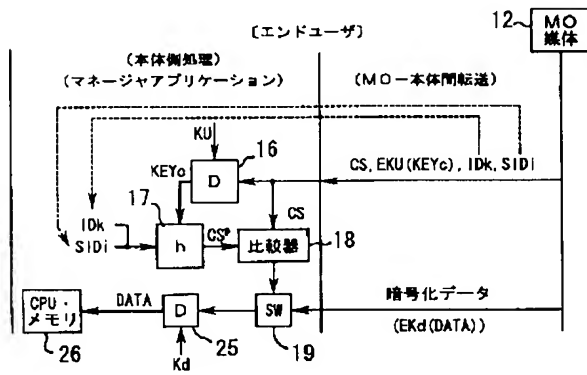 12
MO
媒体
〔エンドユーザ〕
(本体側処理)
(マネージャアプリケーション)
(MO－本体間転送)
KU
16
KEYc
D
CS, EKU(KEYc), IDk, SIDi
17
IDk
SIDi
h
CS
CS#
比較器
18
CPU・
メモリ
DATA
D
SW
暗号化データ
(EKd(DATA))
26
25
19
Kd